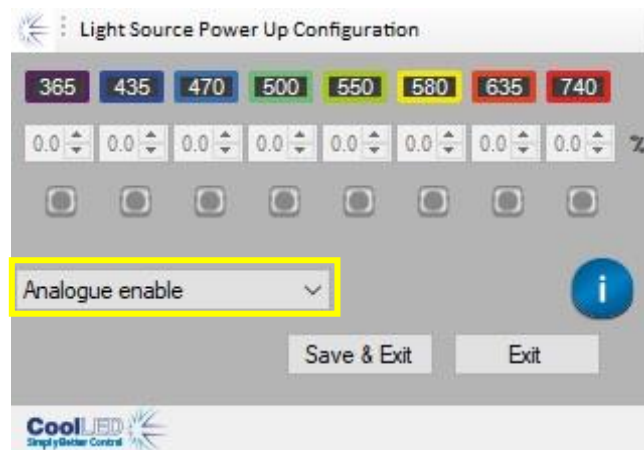 Light Source Power Up Configuration
365 435 470 500 550 580 635 740
0.0 0.0 0.0 0.0 0.0 0.0 0.0 0.0 %
Analogue enable
i
Save & Exit Exit
CoolLED
Simply Better Control